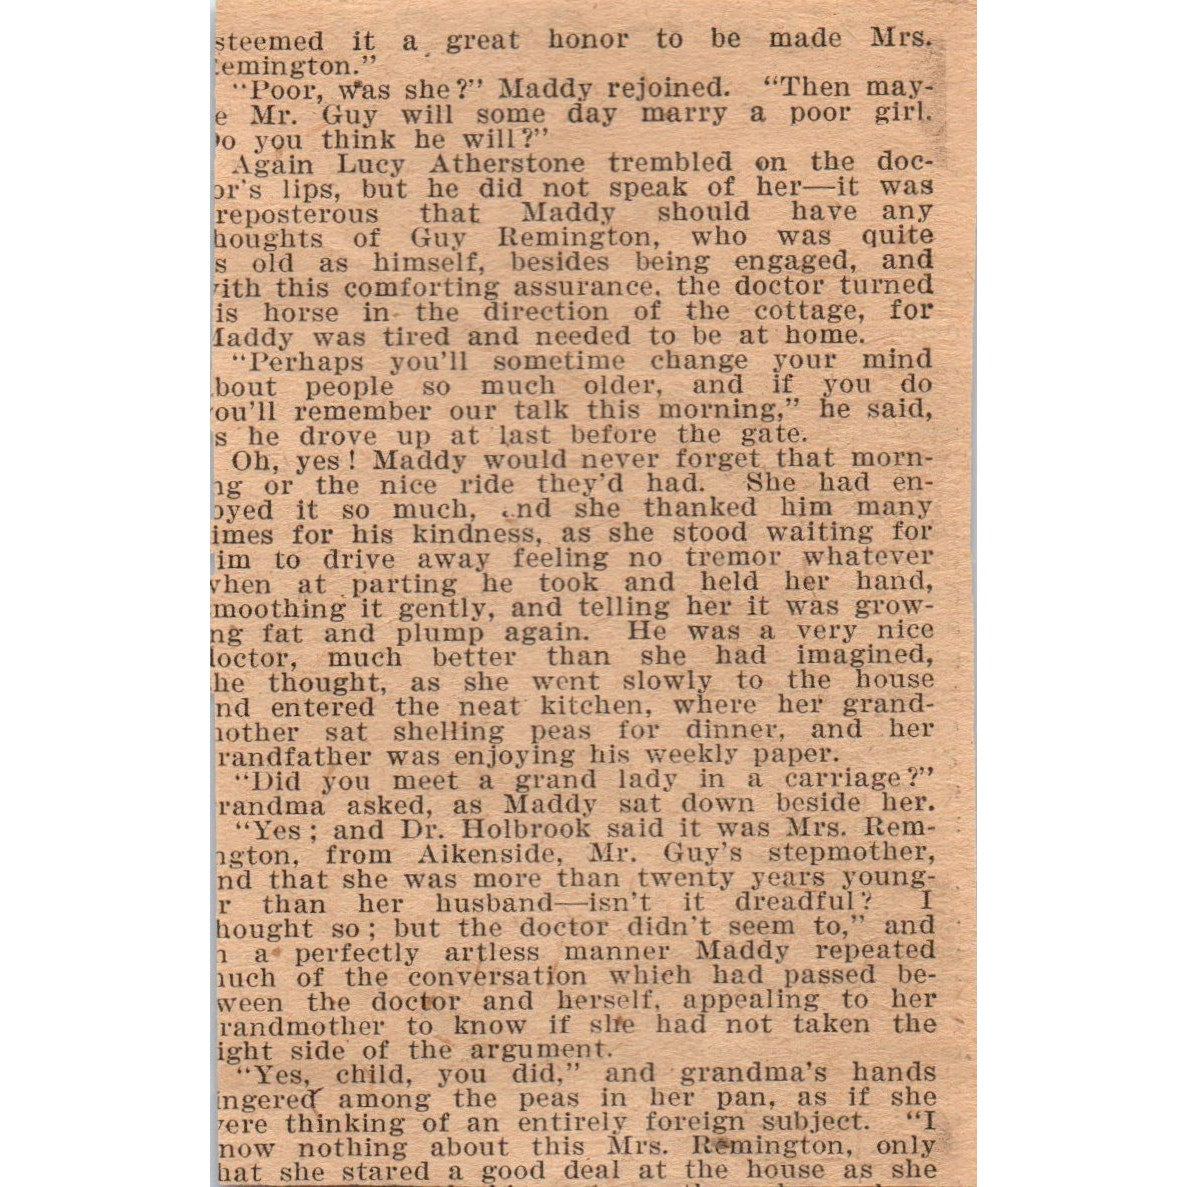 steemed it a great honor to be made Mrs.
emington."
"Poor, was she?" Maddy rejoined. "Then may-
e Mr. Guy will some day marry a poor girl.
o you think he will?"
Again Lucy Atherstone trembled on the doc-
or's lips, but he did not speak of her—it was
reposterous that Maddy should have any
houghts of Guy Remington, who was quite
s old as himself, besides being engaged, and
ith this comforting assurance, the doctor turned
is horse in the direction of the cottage, for
Maddy was tired and needed to be at home.
"Perhaps you'll sometime change your mind
bout people so much older, and if you do
ou'll remember our talk this morning," he said,
s he drove up at last before the gate.
Oh, yes! Maddy would never forget that morn-
ng or the nice ride they'd had. She had en-
oyed it so much, and she thanked him many
imes for his kindness, as she stood waiting for
im to drive away feeling no tremor whatever
when at parting he took and held her hand,
moothing it gently, and telling her it was grow-
ng fat and plump again. He was a very nice
doctor, much better than she had imagined,
he thought, as she went slowly to the house
nd entered the neat kitchen, where her grand-
mother sat shelling peas for dinner, and her
randfather was enjoying his weekly paper.
"Did you meet a grand lady in a carriage?"
randma asked, as Maddy sat down beside her.
"Yes; and Dr. Holbrook said it was Mrs. Rem-
ngton, from Aikenside, Mr. Guy's stepmother,
nd that she was more than twenty years young-
r than her husband—isn't it dreadful? I
hought so; but the doctor didn't seem to," and
n a perfectly artless manner Maddy repeated
much of the conversation which had passed be-
ween the doctor and herself, appealing to her
randmother to know if she had not taken the
ight side of the argument.
"Yes, child, you did," and grandma's hands
ingered among the peas in her pan, as if she
ere thinking of an entirely foreign subject. "I
now nothing about this Mrs. Remington, only
hat she stared a good deal at the house as she